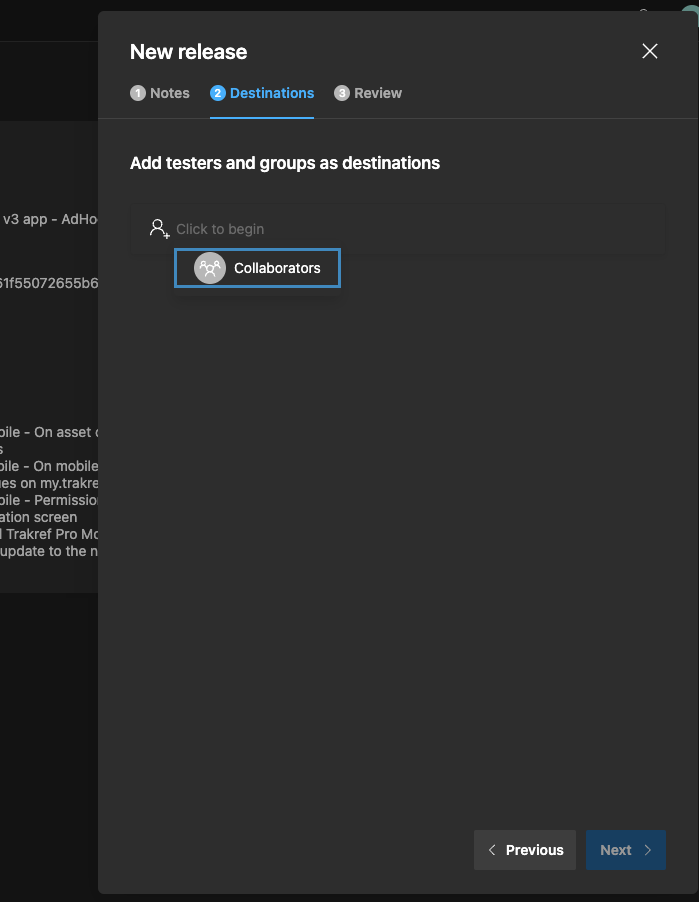 New release
1 Notes
2 Destinations
3 Review
Add testers and groups as destinations
Click to begin
Collaborators
v3 app - AdHo
61f55072655b6
bile - On asset
s
bile - On mobile
es on my.trakre
bile - Permission
ation screen
Trakref Pro Mo
update to the n
Previous
Next